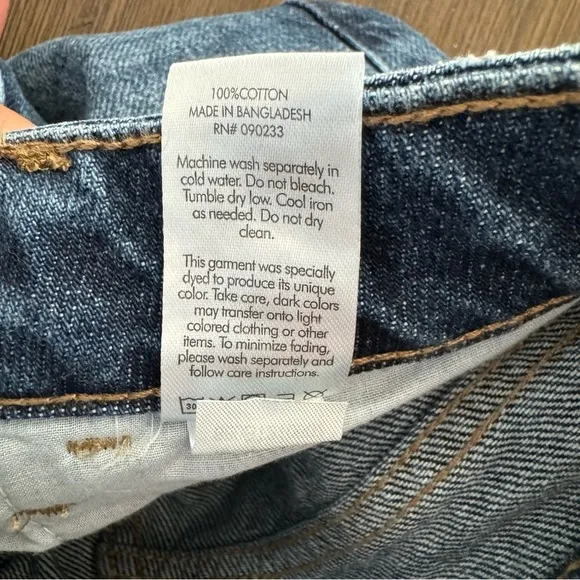 100%COTTON
MADE IN BANGLADESH
RN# 090233
Machine wash separately in
cold water. Do not bleach.
Tumble dry low. Cool iron
as needed. Do not dry
clean.
This garment was specially
dyed to produce its unique
color. Take care, dark colors
may transfer onto light
colored clothing or other
items. To minimize fading,
please wash separately and
follow care instructions.
30